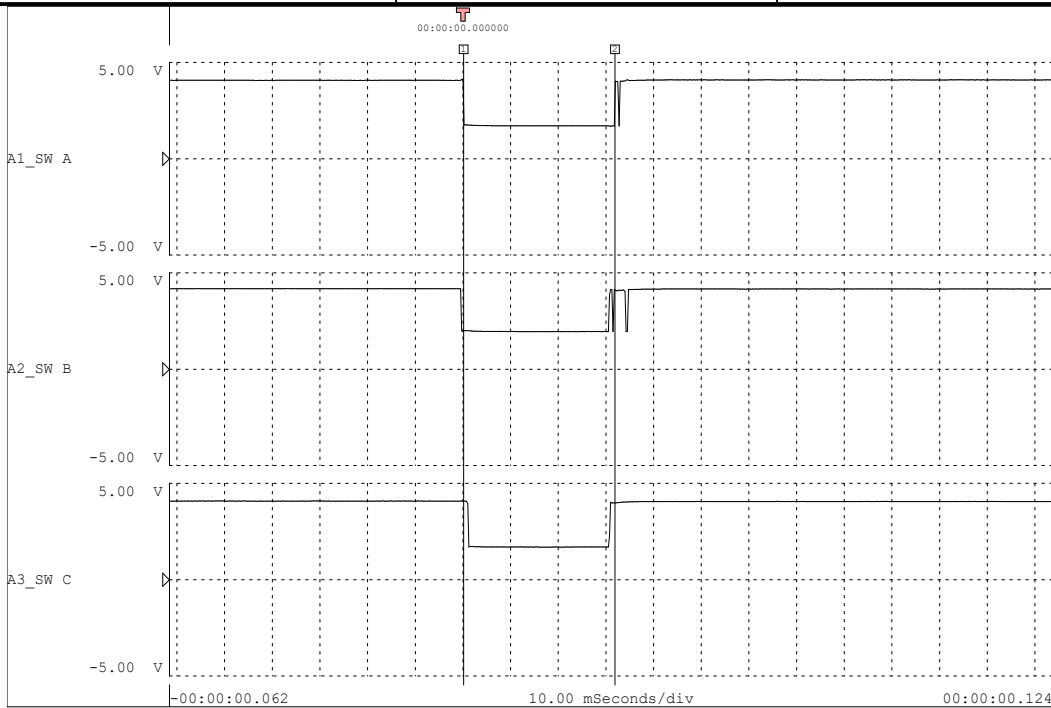 00:00:00.000000
1 2
5.00 V
A1_SW A
-5.00 V
5.00 V
A2_SW B
-5.00 V
5.00 V
A3_SW C
-5.00 V
-00:00:00.062 10.00 mSeconds/div 00:00:00.124